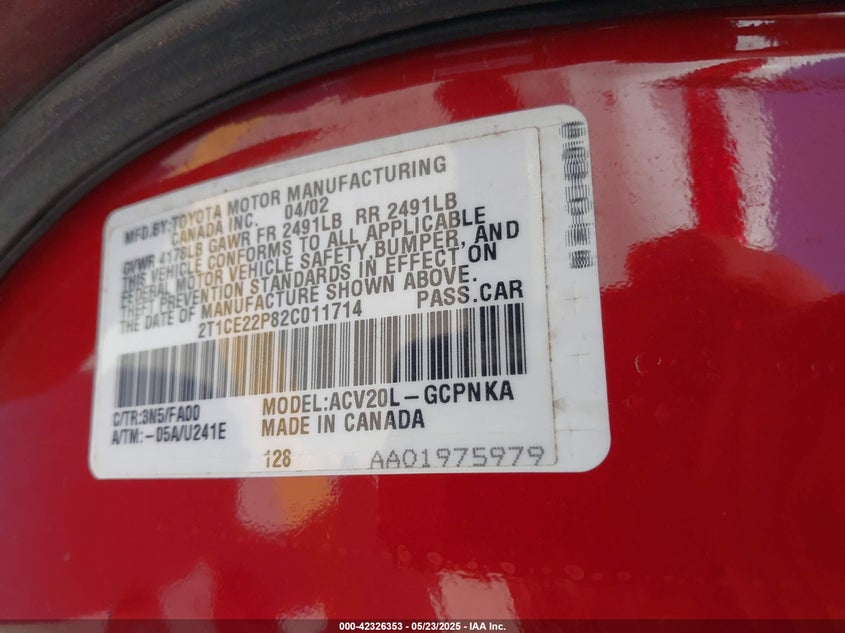 MFD.BY:TOYOTA MOTOR MANUFACTURING
CANADA INC. 04/02
GVWR 4178LB GAWR FR 2491LB RR 2491LB
THIS VEHICLE CONFORMS TO ALL APPLICABLE
FEDERAL MOTOR VEHICLE SAFETY,BUMPER, AND
THEFT PREVENTION STANDARDS IN EFFECT ON
THE DATE OF MANUFACTURE SHOWN ABOVE.
2T1CE22P82C011714 PASS.CAR
C/TR:3N5/FA00 MODEL:ACV20L-GCPNKA
A/TM:-05A/U241E MADE IN CANADA
128 AA01975979
000-42326353 — 05/23/2025 — IAA Inc.